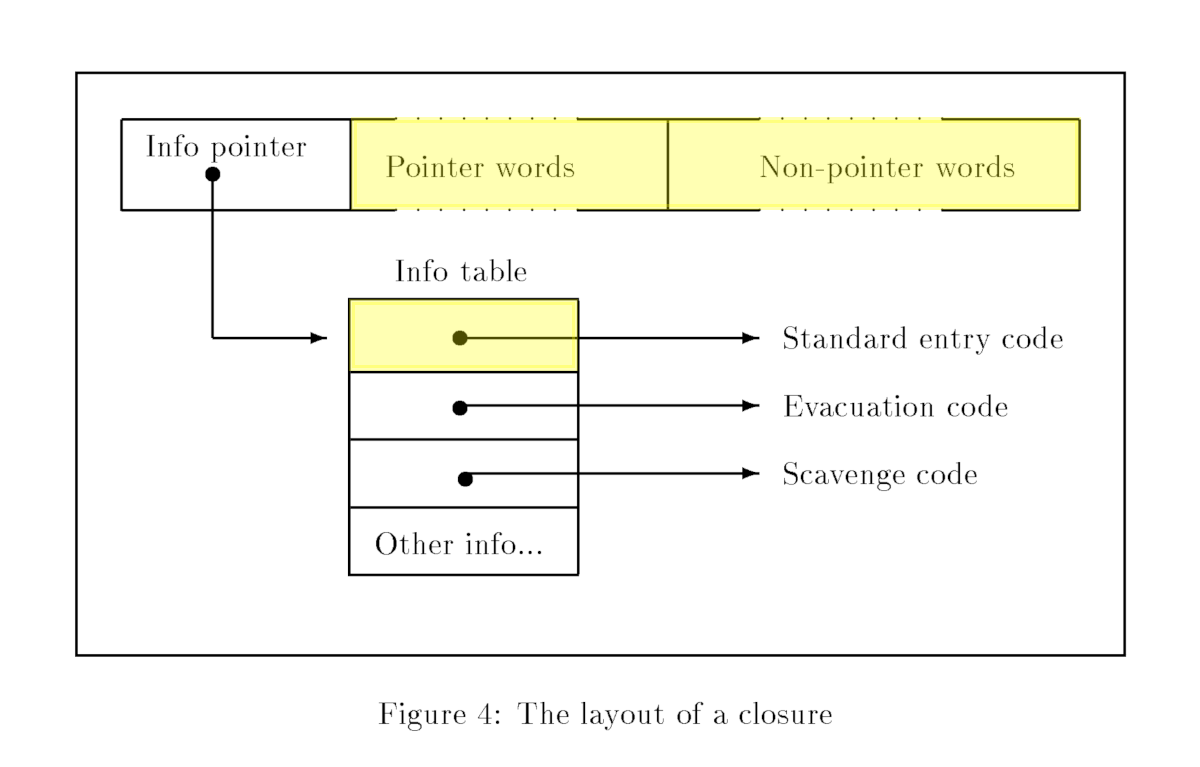 Info pointer
Pointer words
Non-pointer words
Info table
Standard entry code
Evacuation code
Scavenge code
Other info...
Figure 4: The layout of a closure